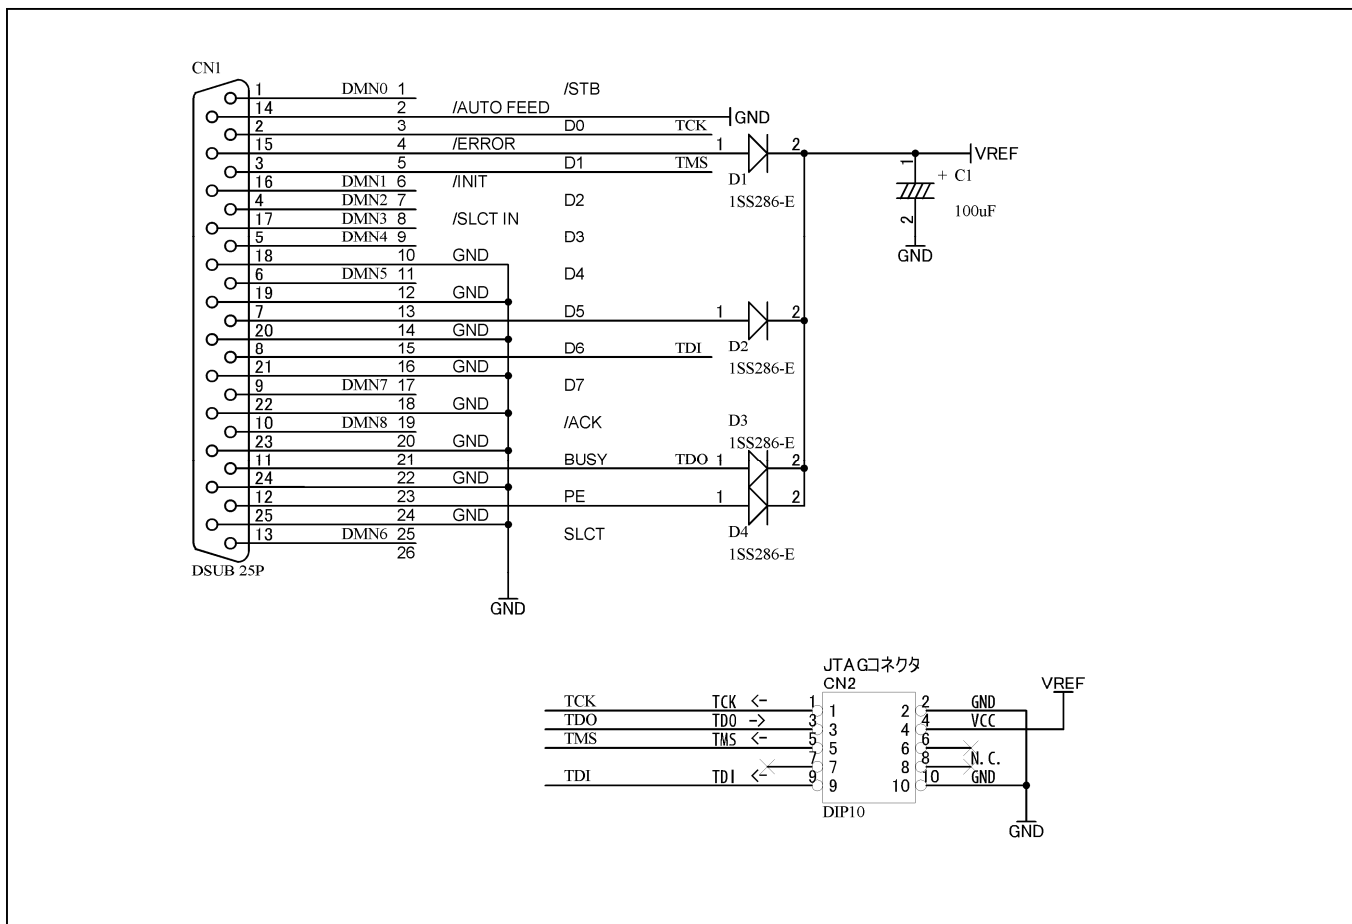 CN1
1 DMN0 1 /STB
14 2 /AUTO FEED GND
2 3 D0 TCK
15 4 /ERROR 1 2 VREF
3 5 D1 TMS D1
1 + C1
16 DMN1 6 /INIT
4 DMN2 7 D2 1SS286-E
17 DMN3 8 /SLCT IN 2 100uF
5 DMN4 9 D3
18 10 GND GND
6 DMN5 11 D4
19 12 GND
7 13 D5 1 2
20 14 GND
8 15 D6 TDI D2
21 16 GND 1SS286-E
9 DMN7 17 D7
22 18 GND
10 DMN8 19 /ACK D3
23 20 GND 1SS286-E
11 21 BUSY TDO 1 2
24 22 GND
12 23 PE 1 2
25 24 GND
13 DMN6 25 SLCT D4
26 1SS286-E
DSUB 25P
GND
JTAGコネクタ
CN2 VREF
TCK TCK <- 1 1 2 2 GND
TDO TDO -> 3 3 4 4 VCC
TMS TMS <- 5 5 6 6
7 7 8 8 N.C.
TDI TDI <- 9 9 10 10 GND
DIP10
GND